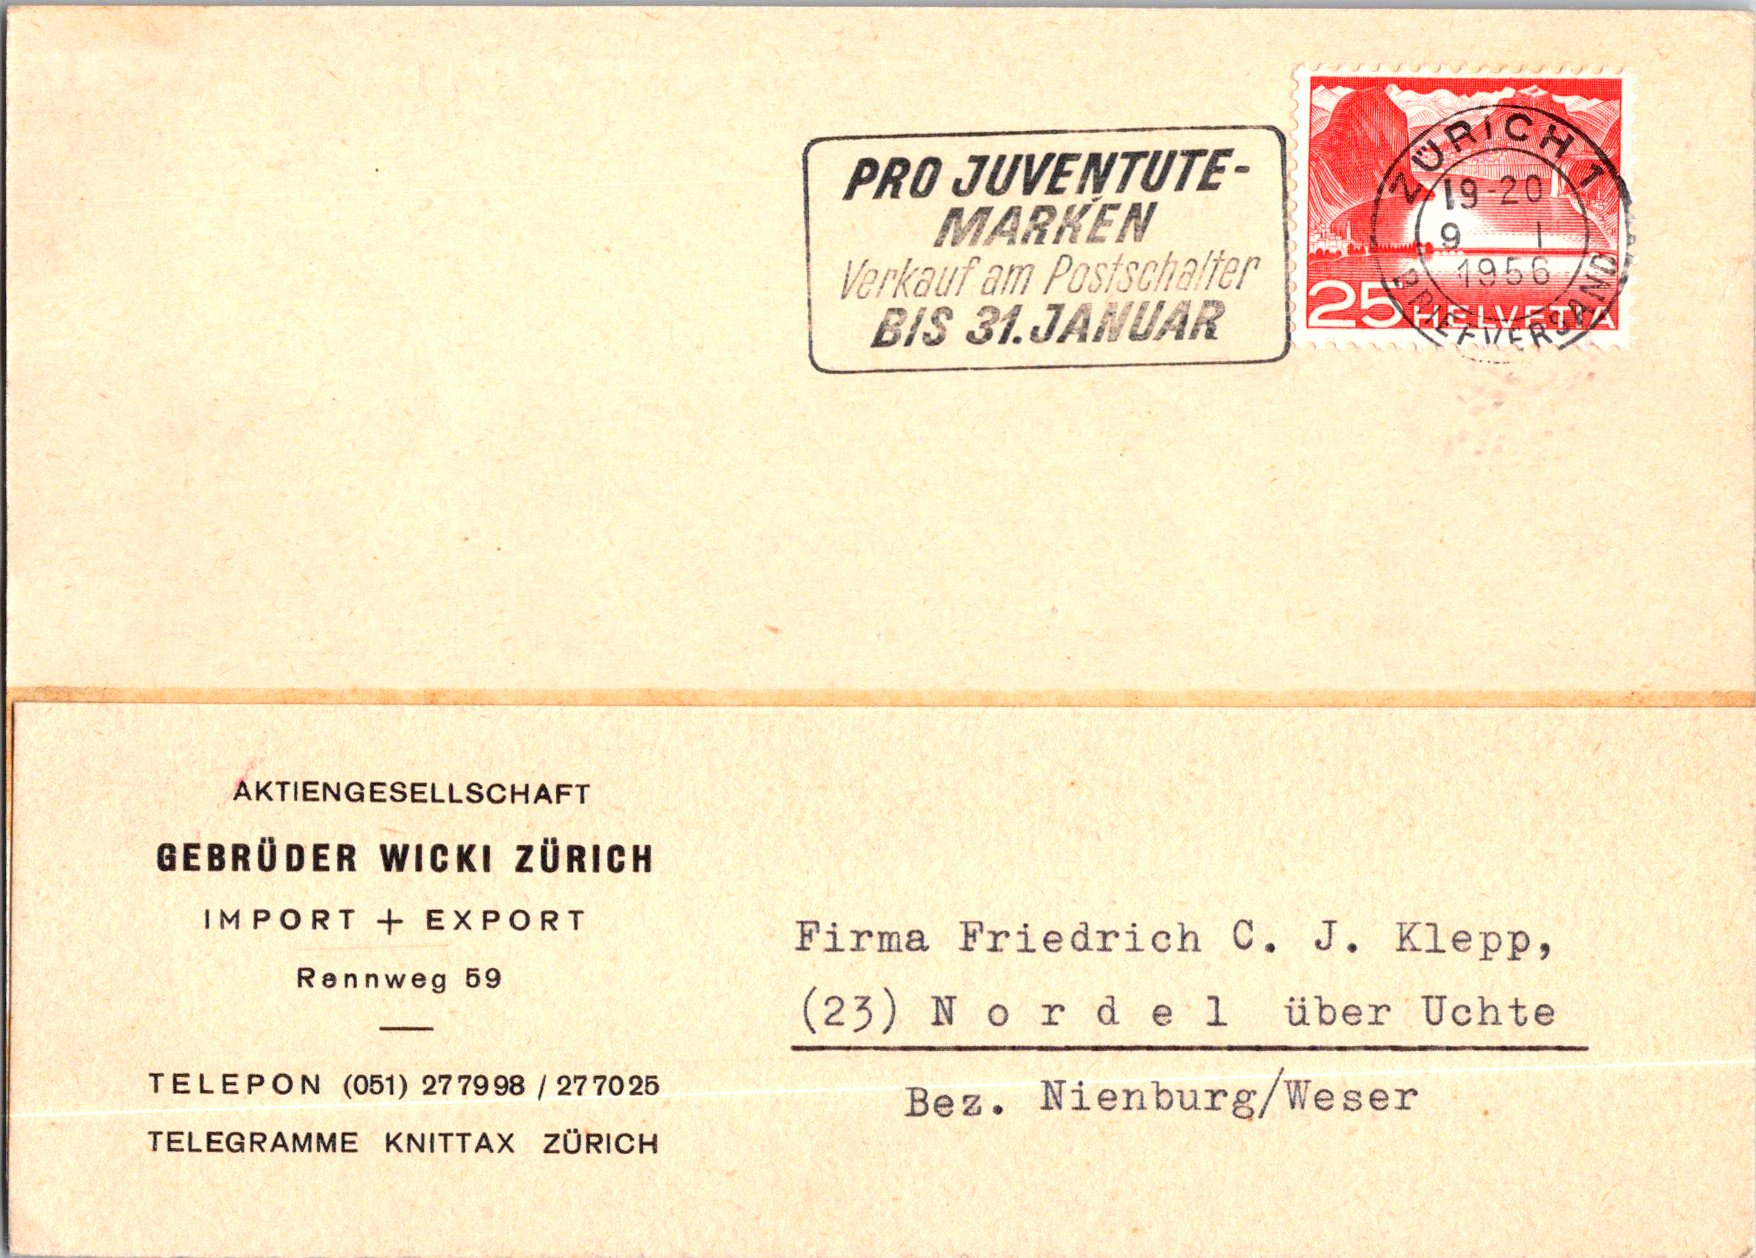 PRO JUVENTUTE-
MARKEN
Verkauf am Postschalter
BIS 31. JANUAR
ZÜRICH 1
19-20
9 I
1956
BRIEFVERSAND
25 HELVETIA
AKTIENGESELLSCHAFT
GEBRÜDER WICKI ZÜRICH
IMPORT + EXPORT
Rennweg 59
TELEPON (051) 277998 / 277025
TELEGRAMME KNITTAX ZÜRICH
Firma Friedrich C. J. Klepp,
(23) N o r d e l über Uchte
Bez. Nienburg/Weser